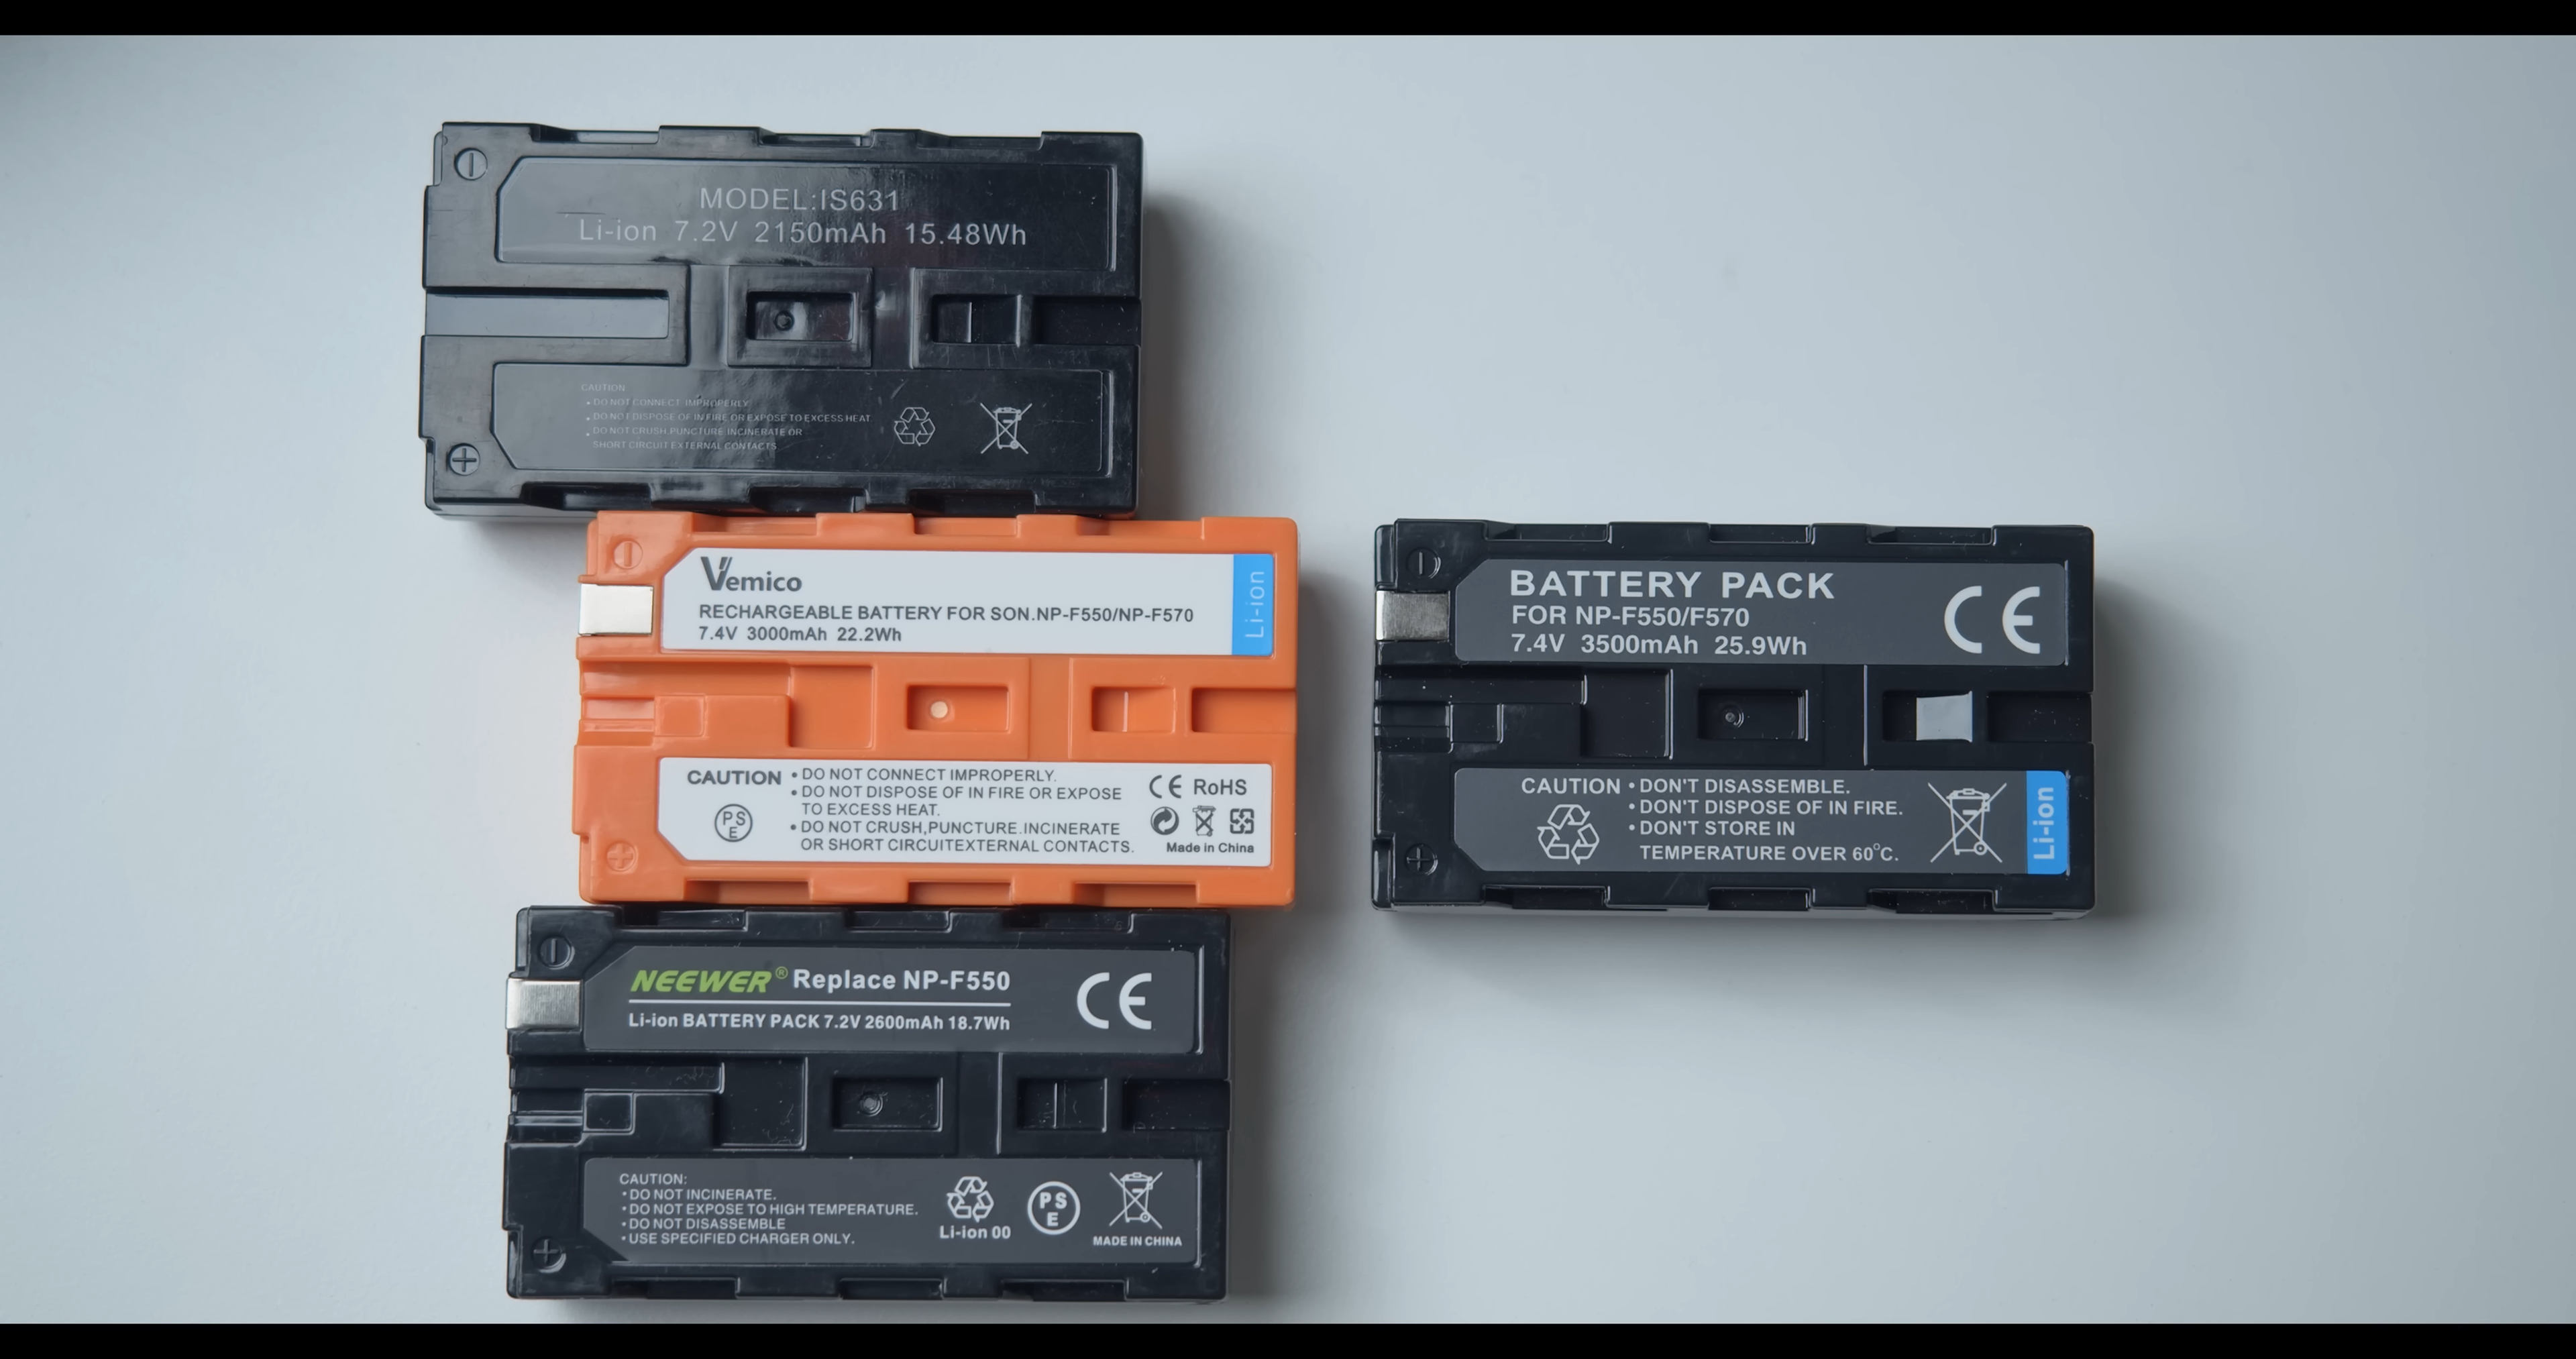 MODEL:IS631
Li-ion 7.2V 2150mAh 15.48Wh
CAUTION
• DO NOT CONNECT IMPROPERLY
• DO NOT DISPOSE OF IN FIRE OR EXPOSE TO EXCESS HEAT
• DO NOT CRUSH.PUNCTURE INCINERATE OR
SHORT CIRCUIT EXTERNAL CONTACTS
Vemico
RECHARGEABLE BATTERY FOR SON.NP-F550/NP-F570
7.4V 3000mAh 22.2Wh
Li-ion
CAUTION • DO NOT CONNECT IMPROPERLY.
• DO NOT DISPOSE OF IN FIRE OR EXPOSE
TO EXCESS HEAT.
• DO NOT CRUSH,PUNCTURE.INCINERATE
OR SHORT CIRCUITEXTERNAL CONTACTS.
PS
E
CE RoHS
Made in China
NEEWER® Replace NP-F550
Li-ion BATTERY PACK 7.2V 2600mAh 18.7Wh
CE
CAUTION:
• DO NOT INCINERATE.
• DO NOT EXPOSE TO HIGH TEMPERATURE.
• DO NOT DISASSEMBLE
• USE SPECIFIED CHARGER ONLY.
Li-ion 00
PS
E
MADE IN CHINA
BATTERY PACK
FOR NP-F550/F570
7.4V 3500mAh 25.9Wh
CE
CAUTION • DON'T DISASSEMBLE.
• DON'T DISPOSE OF IN FIRE.
• DON'T STORE IN
TEMPERATURE OVER 60°C.
Li-ion